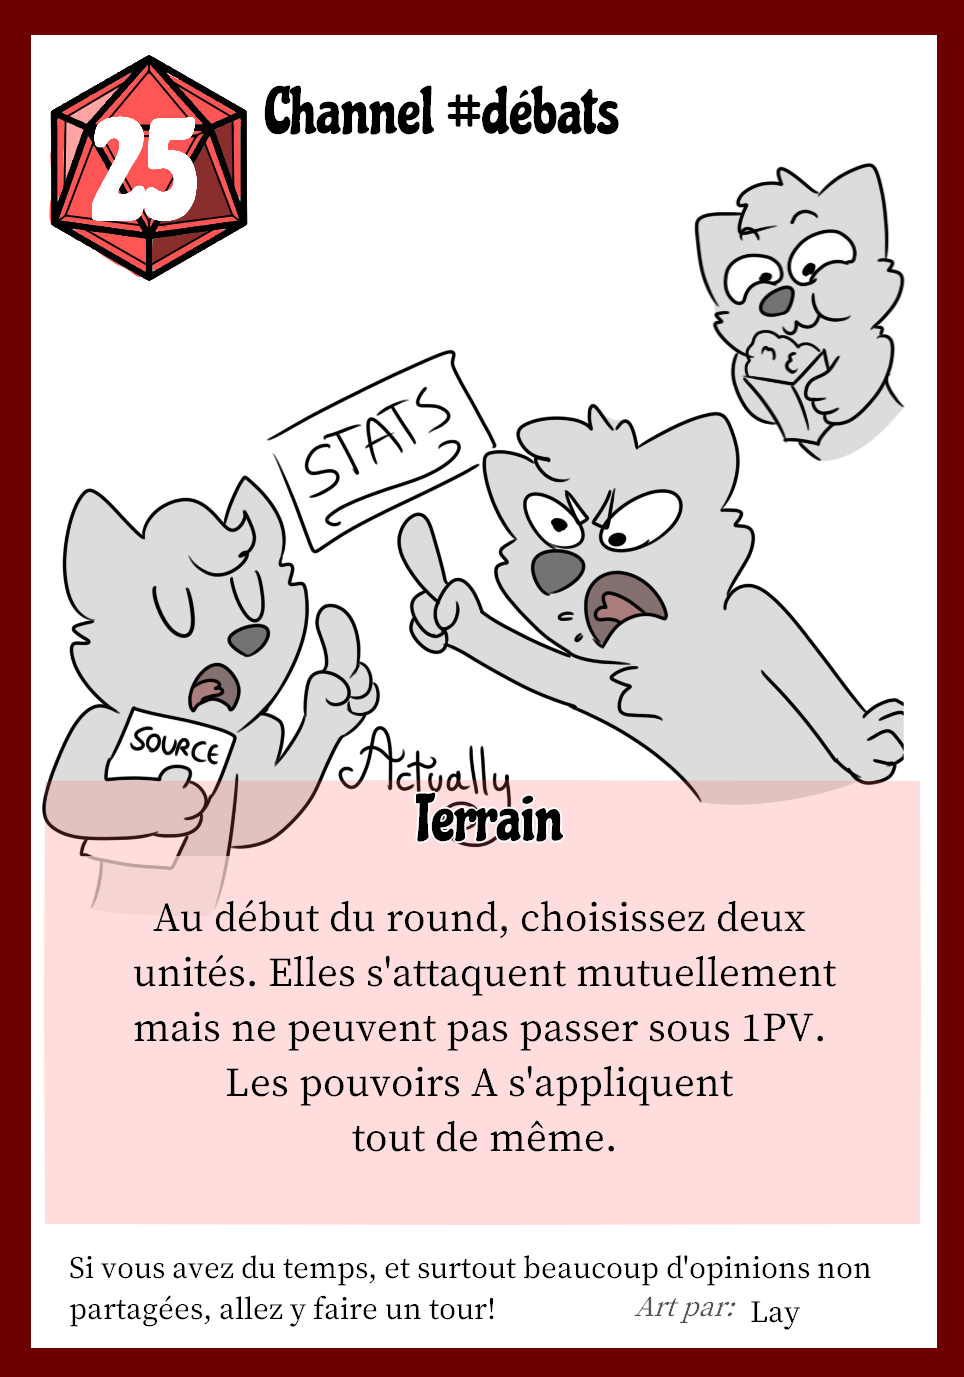 25
Channel #débats
STATS
SOURCE
Actually
Terrain
Au début du round, choisissez deux
unités. Elles s'attaquent mutuellement
mais ne peuvent pas passer sous 1PV.
Les pouvoirs A s'appliquent
tout de même.
Si vous avez du temps, et surtout beaucoup d'opinions non
partagées, allez y faire un tour!
Art par: Lay